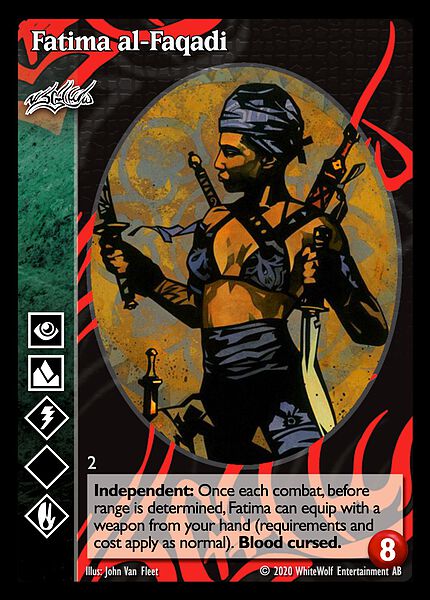 Fatima al-Faqadi
2
Independent: Once each combat, before
range is determined, Fatima can equip with a
weapon from your hand (requirements and
cost apply as normal). Blood cursed.
8
Illus: John Van Fleet
© 2020 WhiteWolf Entertainment AB